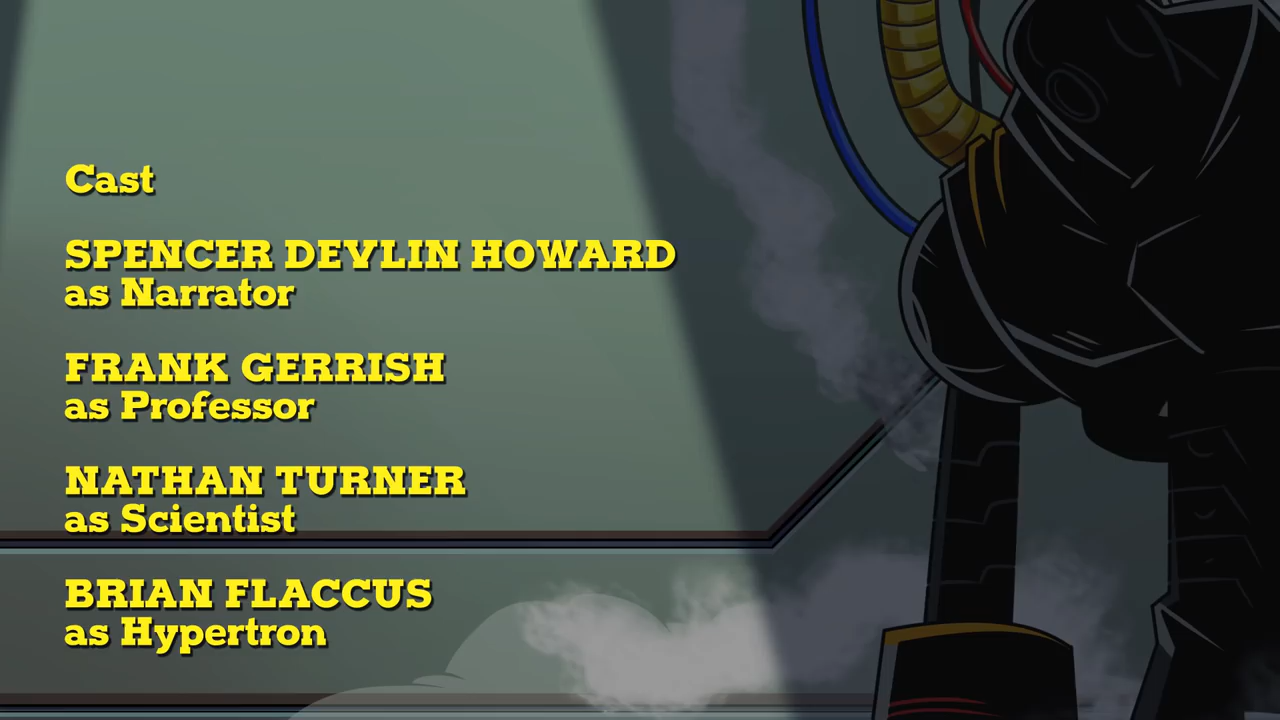 Cast
SPENCER DEVLIN HOWARD
as Narrator
FRANK GERRISH
as Professor
NATHAN TURNER
as Scientist
BRIAN FLACCUS
as Hypertron